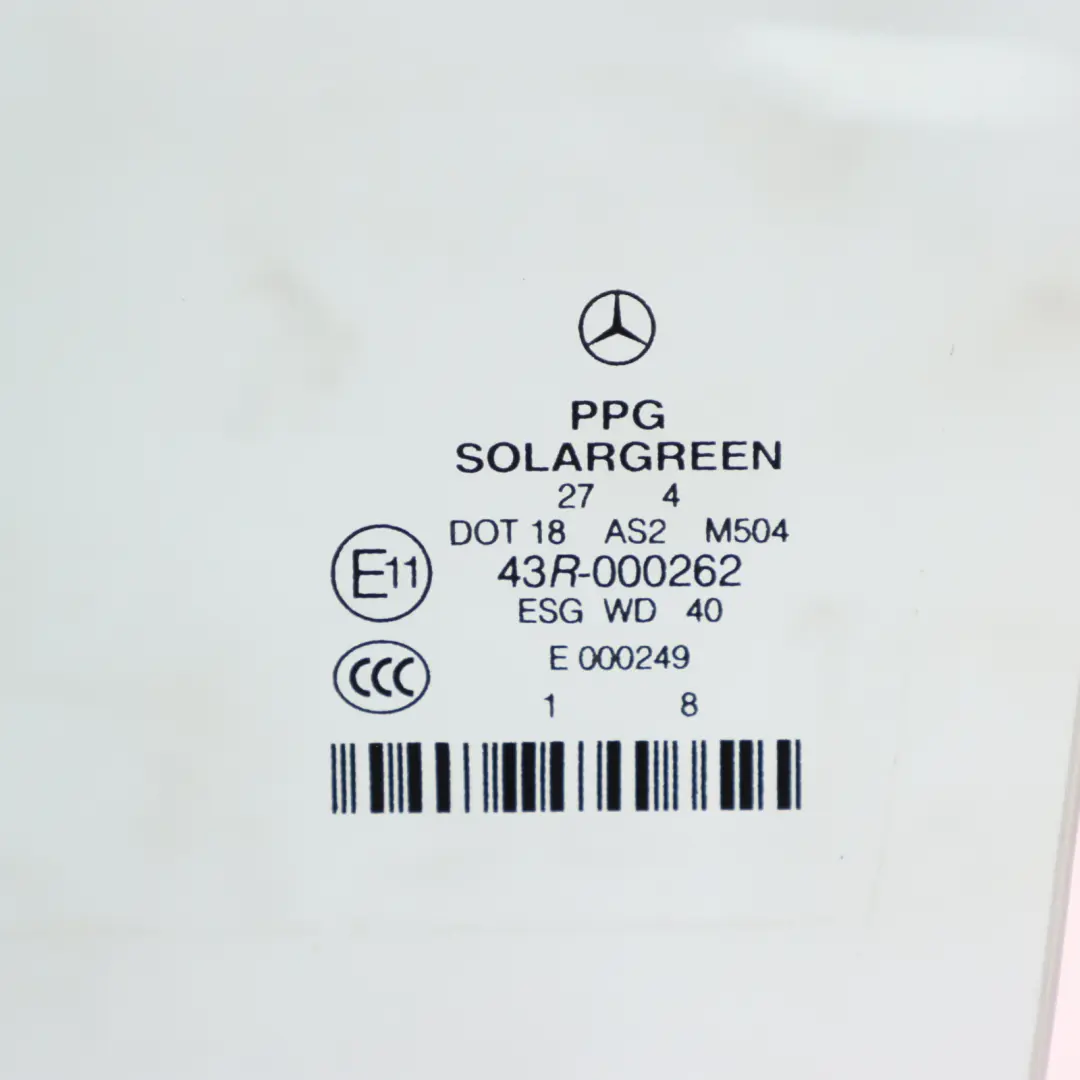 PPG
SOLARGREEN
27 4
DOT 18 AS2 M504
E11 43R-000262
ESG WD 40
CCC E 000249
1 8